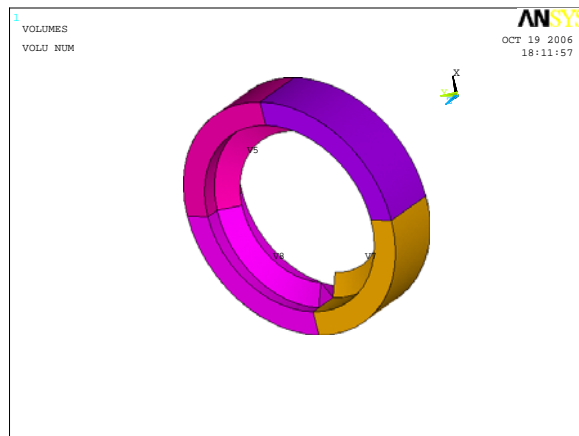 1
VOLUMES
VOLU NUM
ANSYS
OCT 19 2006
18:11:57
X
V5
V8
V7